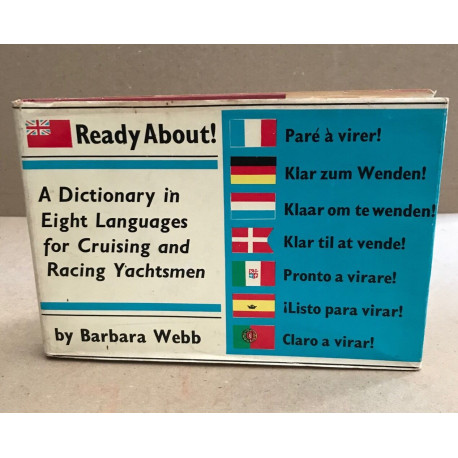 Ready About!
A Dictionary in
Eight Languages
for Cruising and
Racing Yachtsmen
by Barbara Webb
Paré à virer!
Klar zum Wenden!
Klaar om te wenden!
Klar til at vende!
Pronto a virare!
¡Listo para virar!
Claro a virar!